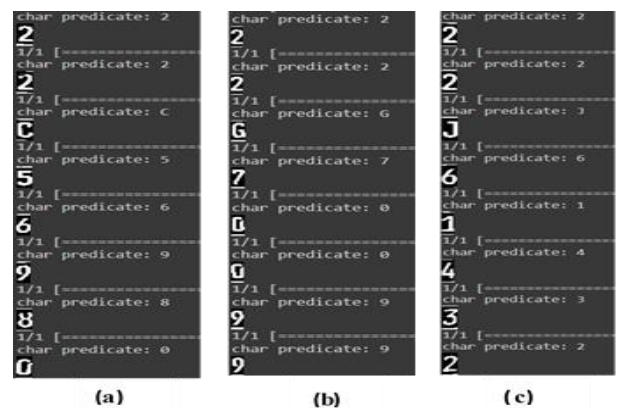 char predicate: 2
2
1/1 [==============
char predicate: 2
2
1/1 [==============
char predicate: C
C
1/1 [==============
char predicate: 5
5
1/1 [==============
char predicate: 6
6
1/1 [==============
char predicate: 9
9
1/1 [==============
char predicate: 8
8
1/1 [==============
char predicate: 0
0
(a)
char predicate: 2
2
1/1 [==============
char predicate: 2
2
1/1 [==============
char predicate: G
G
1/1 [==============
char predicate: 7
7
1/1 [==============
char predicate: 0
0
1/1 [==============
char predicate: 0
0
1/1 [==============
char predicate: 9
9
1/1 [==============
char predicate: 9
9
(b)
char predicate: 2
2
1/1 [==============
char predicate: 2
2
1/1 [==============
char predicate: J
J
1/1 [==============
char predicate: 6
6
1/1 [==============
char predicate: 1
1
1/1 [==============
char predicate: 4
4
1/1 [==============
char predicate: 3
3
1/1 [==============
char predicate: 2
2
(c)